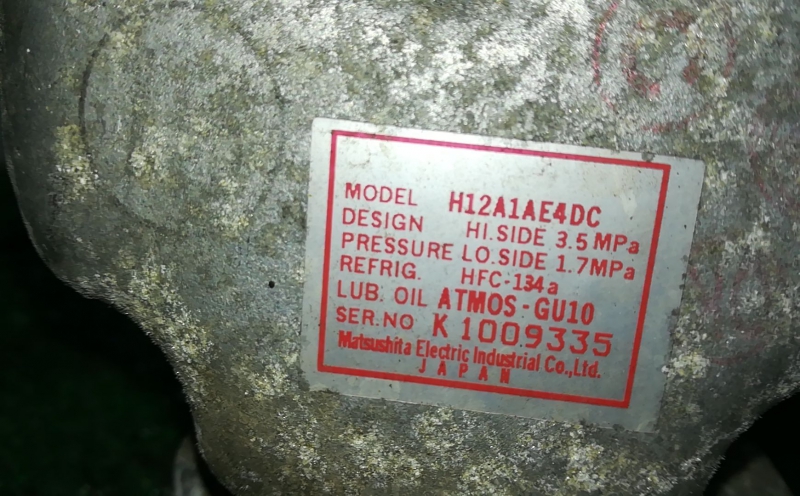 MODEL H12A1AE4DC
DESIGN HI.SIDE 3.5 MPa
PRESSURE LO.SIDE 1.7MPa
REFRIG. HFC-134a
LUB. OIL ATMOS-GU10
SER.NO K 1009335
Matsushita Electric Industrial Co.,Ltd.
JAPAN